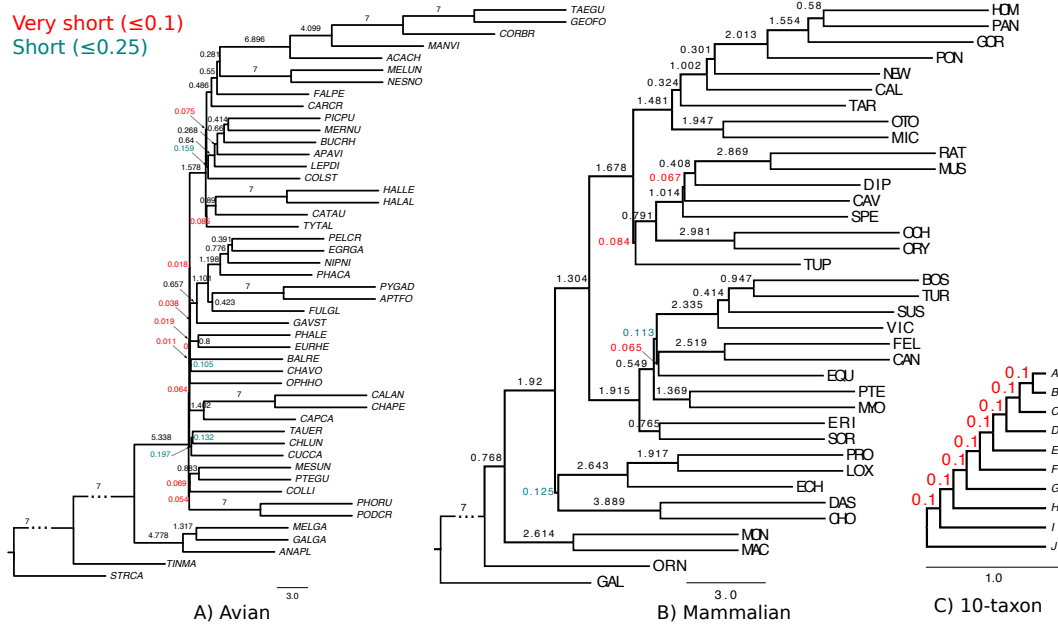 Very short (≤0.1)
Short (≤0.25)
7
TAEGU
GEOFO
4.099
CORBR
6.896
MANVI
0.281
ACACH
0.55
7
MELUN
NESNO
0.486
FALPE
CARCR
0.075
0.414
PICPU
0.66
MERNU
0.268
BUCRH
0.64
APAVI
0.159
LEPDI
1.578
COLST
7
HALLE
HALAL
0.89
CATAU
0.086
TYTAL
0.391
PELCR
0.776
EGRGA
1.198
NIPNI
0.018
PHACA
1.101
0.657
7
PYGAD
APTFO
0.038
0.423
FULGL
0.019
GAVST
PHALE
0.011
0
0.8
EURHE
BALRE
0.105
CHAVO
0.064
OPHHO
7
CALAN
CHAPE
1.402
CAPCA
TAUER
5.338
0.132
CHLUN
0.197
CUCCA
0.883
MESUN
0.069
PTEGU
COLLI
0.054
7
PHORU
PODCR
7
1.317
MELGA
GALGA
4.778
ANAPL
TINMA
STRCA
3.0
A) Avian
0.58
HOM
1.554
PAN
2.013
GOR
0.301
PON
1.002
NEW
0.324
CAL
1.481
TAR
1.947
OTO
MIC
2.869
RAT
0.408
MUS
1.678
0.067
DIP
1.014
CAV
SPE
0.791
2.981
OCH
0.084
ORY
TUP
1.304
0.947
BOS
0.414
TUR
2.335
SUS
0.113
VIC
0.065
2.519
FEL
CAN
0.549
EQU
1.92
1.915
1.369
PTE
MYO
0.765
ERI
SOR
1.917
PRO
0.768
2.643
LOX
ECH
0.125
3.889
DAS
CHO
7
2.614
MON
MAC
ORN
GAL
3.0
B) Mammalian
0.1
A
0.1
B
0.1
C
0.1
D
0.1
E
0.1
F
0.1
G
0.1
H
I
J
1.0
C) 10-taxon